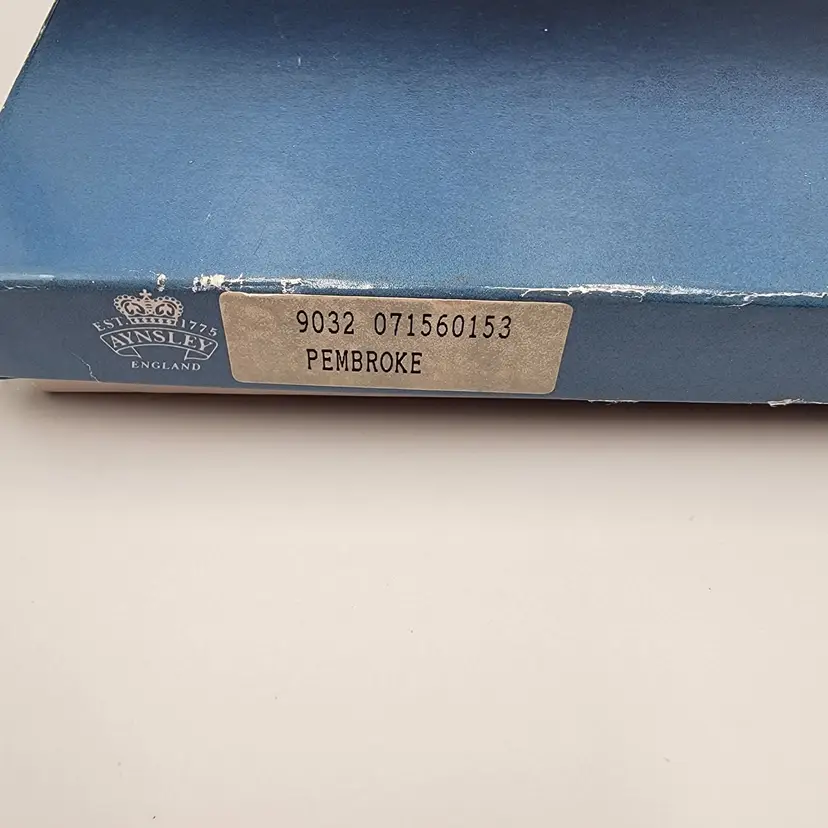 EST. 1775
AYNSLEY
ENGLAND
9032 071560153
PEMBROKE